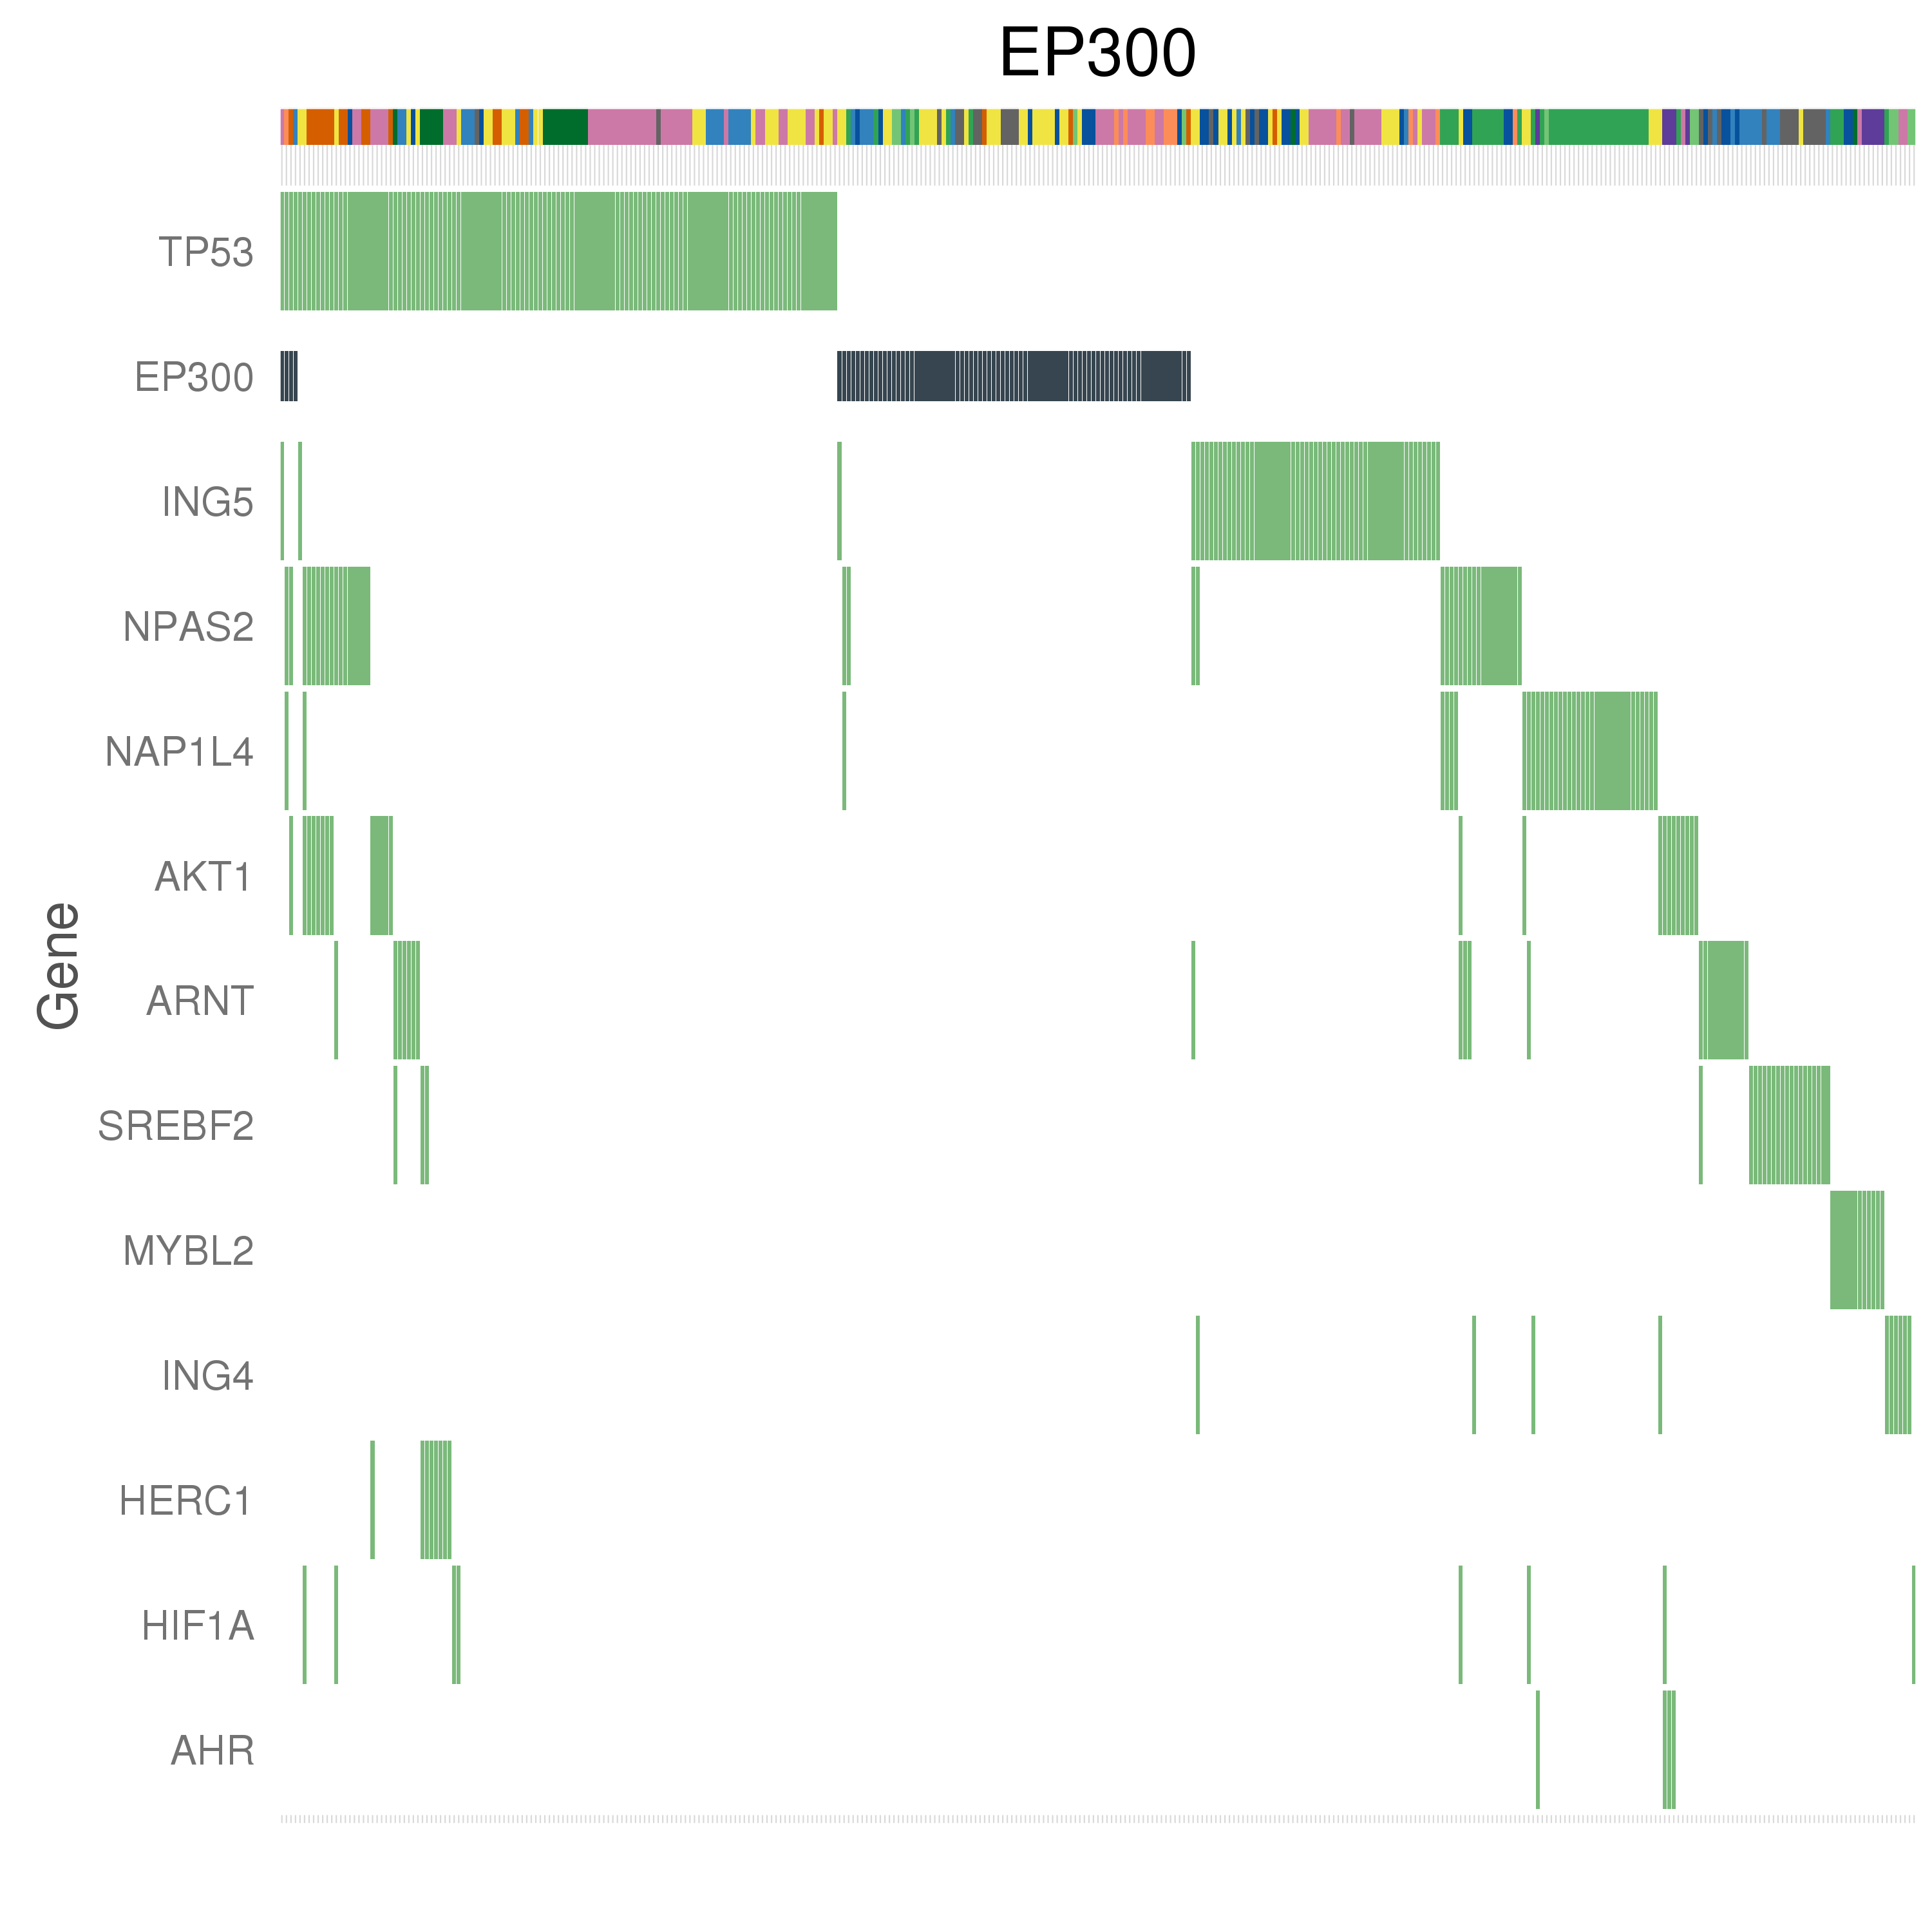 EP300
TP53
EP300
ING5
NPAS2
NAP1L4
AKT1
Gene
ARNT
SREBF2
MYBL2
ING4
HERC1
HIF1A
AHR